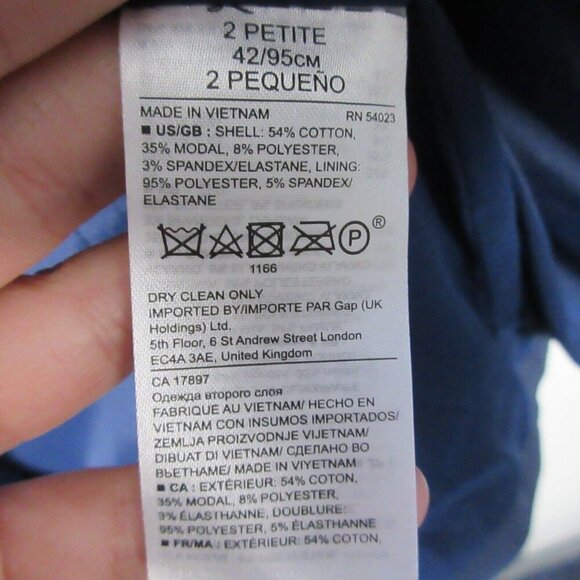 2 PETITE
42/95CM
2 PEQUEÑO
MADE IN VIETNAM RN 54023
■ US/GB : SHELL: 54% COTTON,
35% MODAL, 8% POLYESTER,
3% SPANDEX/ELASTANE, LINING:
95% POLYESTER, 5% SPANDEX/
ELASTANE
P ®
1166
DRY CLEAN ONLY
IMPORTED BY/IMPORTE PAR Gap (UK
Holdings) Ltd.
5th Floor, 6 St Andrew Street London
EC4A 3AE, United Kingdom
CA 17897
Одежда второго слоя
FABRIQUE AU VIETNAM/ HECHO EN
VIETNAM CON INSUMOS IMPORTADOS/
ZEMLJA PROIZVODNJE VIJETNAM/
DIBUAT DI VIETNAM/ СДЕЛАНО ВО
ВЬЕТНАМЕ/ MADE IN VIYETNAM
■ CA : EXTÉRIEUR: 54% COTON,
35% MODAL, 8% POLYESTER,
3% ÉLASTHANNE, DOUBLURE:
95% POLYESTER, 5% ÉLASTHANNE
■ FR/MA : EXTÉRIEUR: 54% COTON,